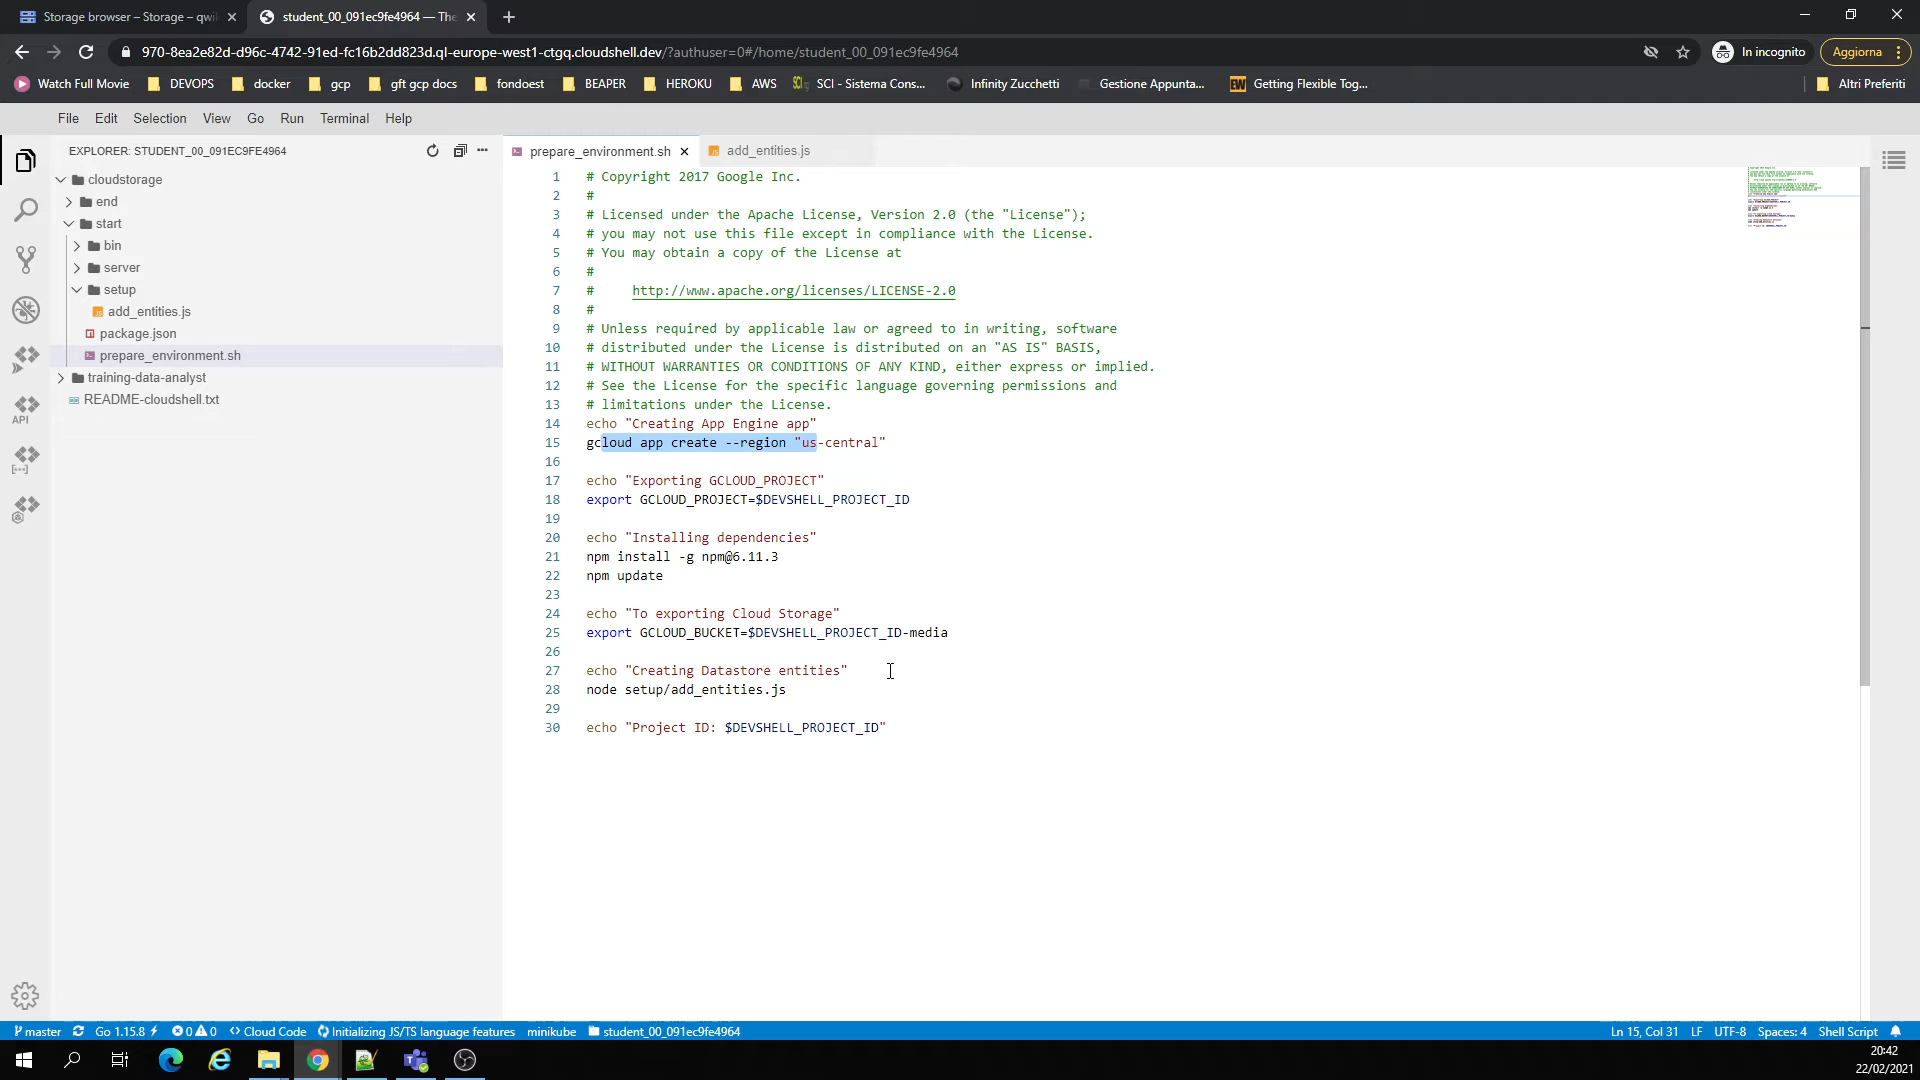 Storage browser – Storage – qwi
student_00_091ec9fe4964 — The
970-8ea2e82d-d96c-4742-91ed-fc16b2dd823d.ql-europe-west1-ctgq.cloudshell.dev/?authuser=0#/home/student_00_091ec9fe4964
In incognito
Aggiorna
Watch Full Movie
DEVOPS
docker
gcp
gft gcp docs
fondoest
BEAPER
HEROKU
AWS
SCI - Sistema Cons...
Infinity Zucchetti
Gestione Appunta...
Getting Flexible Tog...
Altri Preferiti
File Edit Selection View Go Run Terminal Help
EXPLORER: STUDENT_00_091EC9FE4964
cloudstorage
end
start
bin
server
setup
add_entities.js
package.json
prepare_environment.sh
training-data-analyst
README-cloudshell.txt
API
prepare_environment.sh
add_entities.js
1 # Copyright 2017 Google Inc.
2 #
3 # Licensed under the Apache License, Version 2.0 (the "License");
4 # you may not use this file except in compliance with the License.
5 # You may obtain a copy of the License at
6 #
7 # http://www.apache.org/licenses/LICENSE-2.0
8 #
9 # Unless required by applicable law or agreed to in writing, software
10 # distributed under the License is distributed on an "AS IS" BASIS,
11 # WITHOUT WARRANTIES OR CONDITIONS OF ANY KIND, either express or implied.
12 # See the License for the specific language governing permissions and
13 # limitations under the License.
14 echo "Creating App Engine app"
15 gcloud app create --region "us-central"
16
17 echo "Exporting GCLOUD_PROJECT"
18 export GCLOUD_PROJECT=$DEVSHELL_PROJECT_ID
19
20 echo "Installing dependencies"
21 npm install -g npm@6.11.3
22 npm update
23
24 echo "To exporting Cloud Storage"
25 export GCLOUD_BUCKET=$DEVSHELL_PROJECT_ID-media
26
27 echo "Creating Datastore entities"
28 node setup/add_entities.js
29
30 echo "Project ID: $DEVSHELL_PROJECT_ID"
master Go 1.15.8 0 0 Cloud Code Initializing JS/TS language features minikube student_00_091ec9fe4964
Ln 15, Col 31 LF UTF-8 Spaces: 4 Shell Script
20:42
22/02/2021